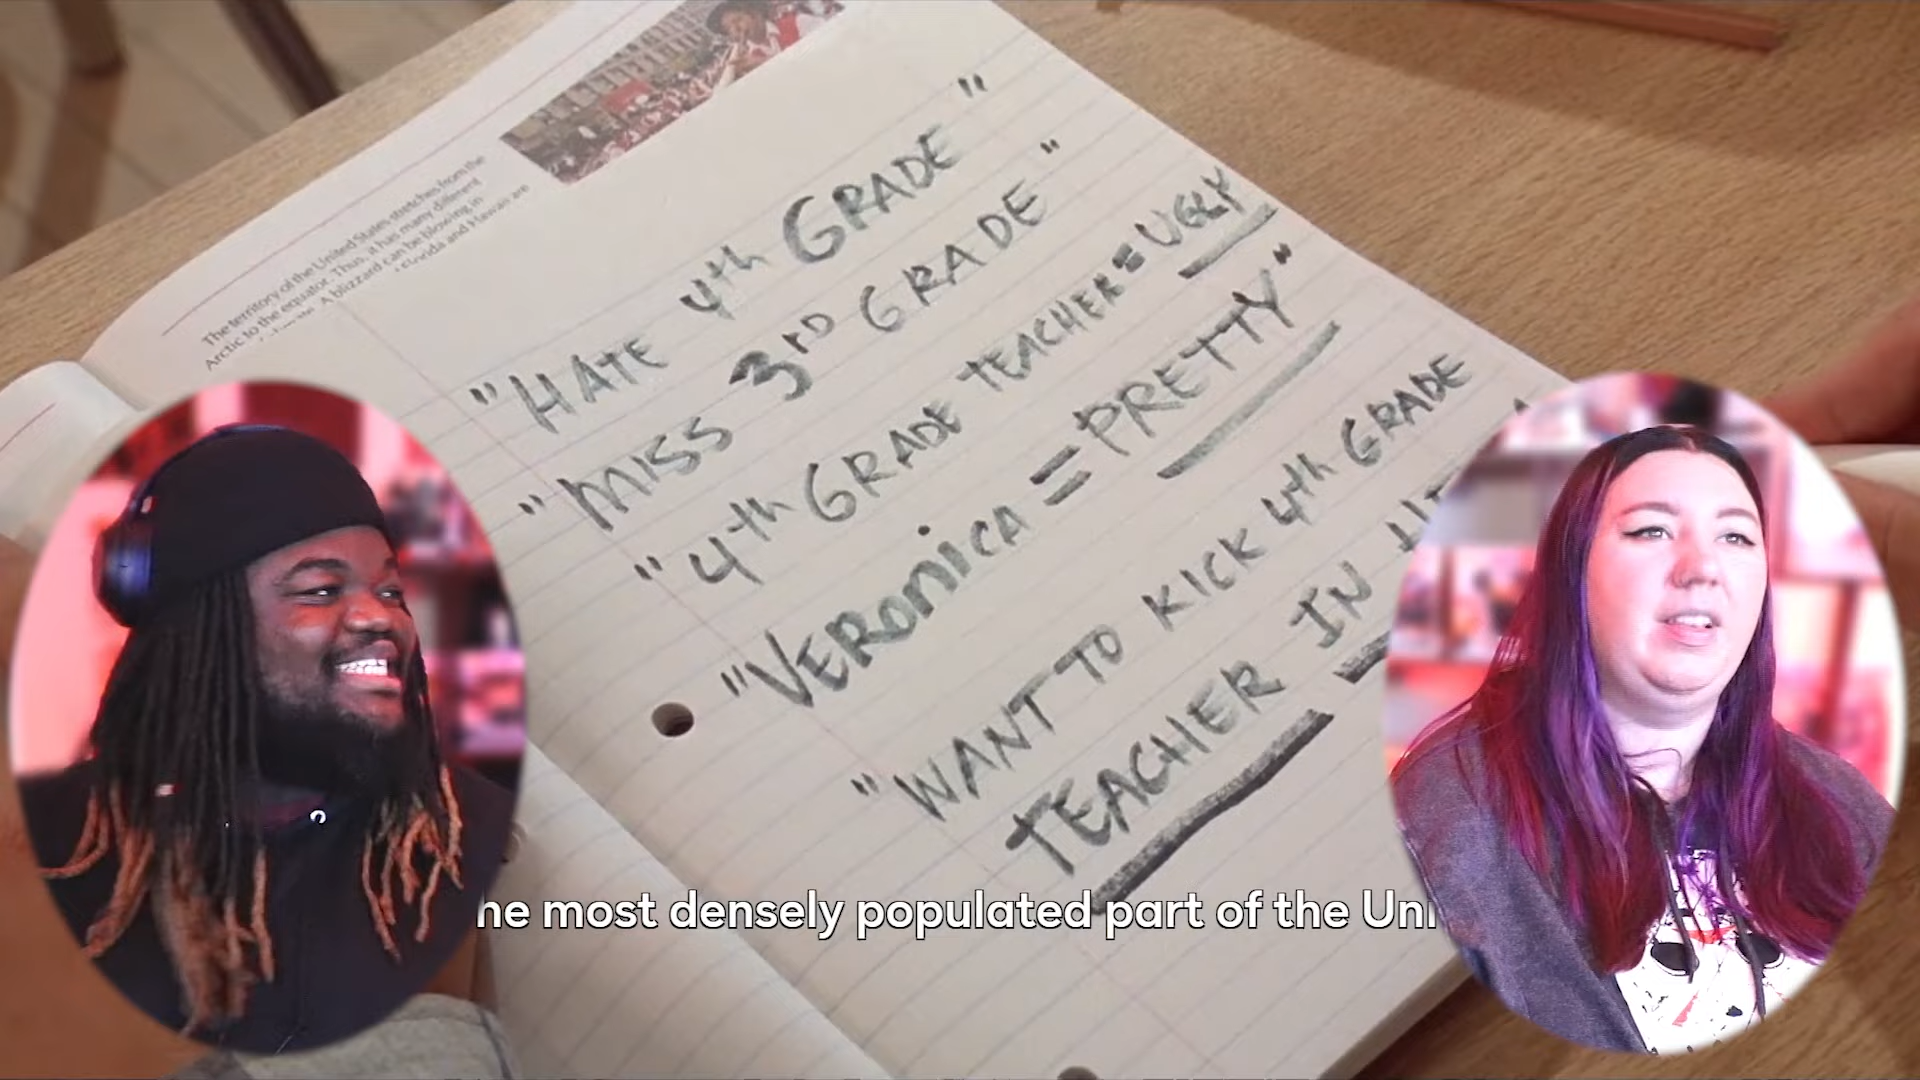 The territory of the United States stretches from the
Arctic to the equator. Thus, it has many different
A blizzard can be blowing in
Florida and Hawaii are
"HATE 4th GRADE"
"MISS 3RD GRADE"
"4th GRADE TEACHER = UGLY
"VERONICA = PRETTY"
"WANT TO KICK 4th GRADE
TEACHER IN
he most densely populated part of the Uni